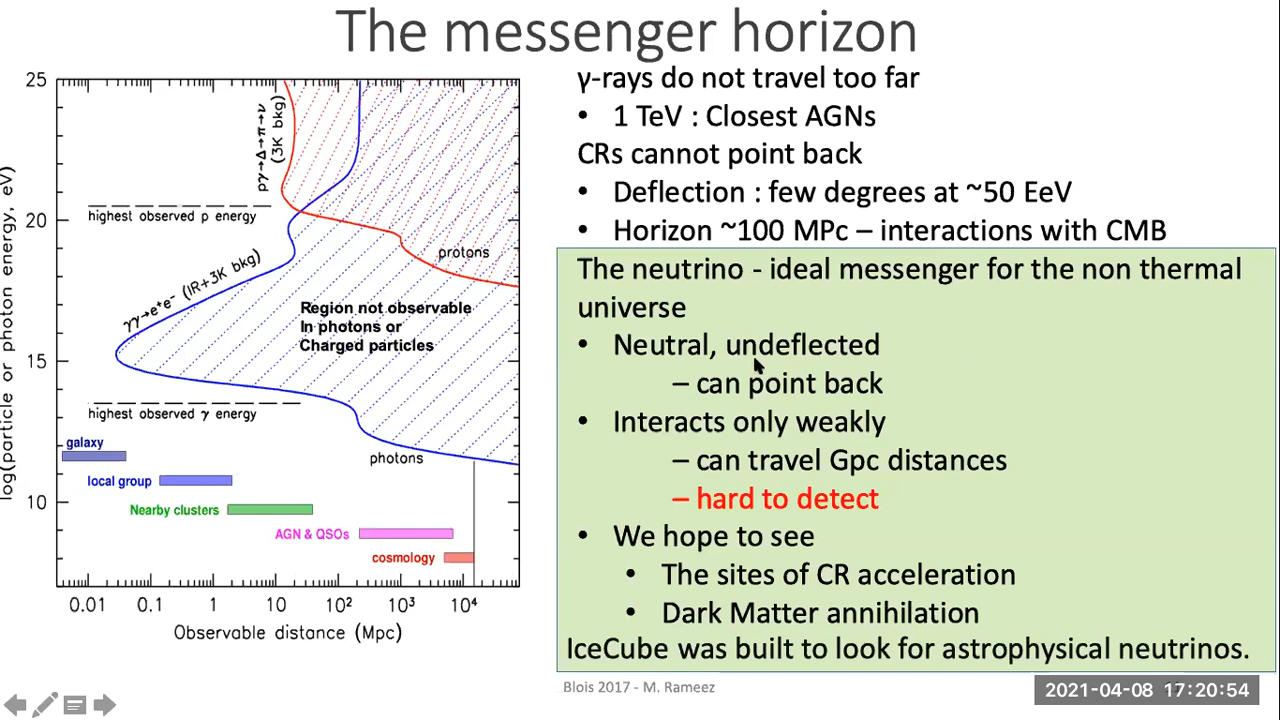 The messenger horizon
25
20
15
10
log(particle or photon energy, eV)
pγ→Δ→π→ν
(3K bkg)
highest observed p energy
γγ→e⁺e⁻ (IR+3K bkg)
protons
Region not observable
In photons or
Charged particles
highest observed γ energy
photons
galaxy
local group
Nearby clusters
AGN & QSOs
cosmology
0.01 0.1 1 10 10² 10³ 10⁴
Observable distance (Mpc)
γ-rays do not travel too far
• 1 TeV : Closest AGNs
CRs cannot point back
• Deflection : few degrees at ~50 EeV
• Horizon ~100 MPc – interactions with CMB
The neutrino - ideal messenger for the non thermal
universe
• Neutral, undeflected
– can point back
• Interacts only weakly
– can travel Gpc distances
– hard to detect
• We hope to see
• The sites of CR acceleration
• Dark Matter annihilation
IceCube was built to look for astrophysical neutrinos.
Blois 2017 - M. Rameez
2021-04-08 17:20:54